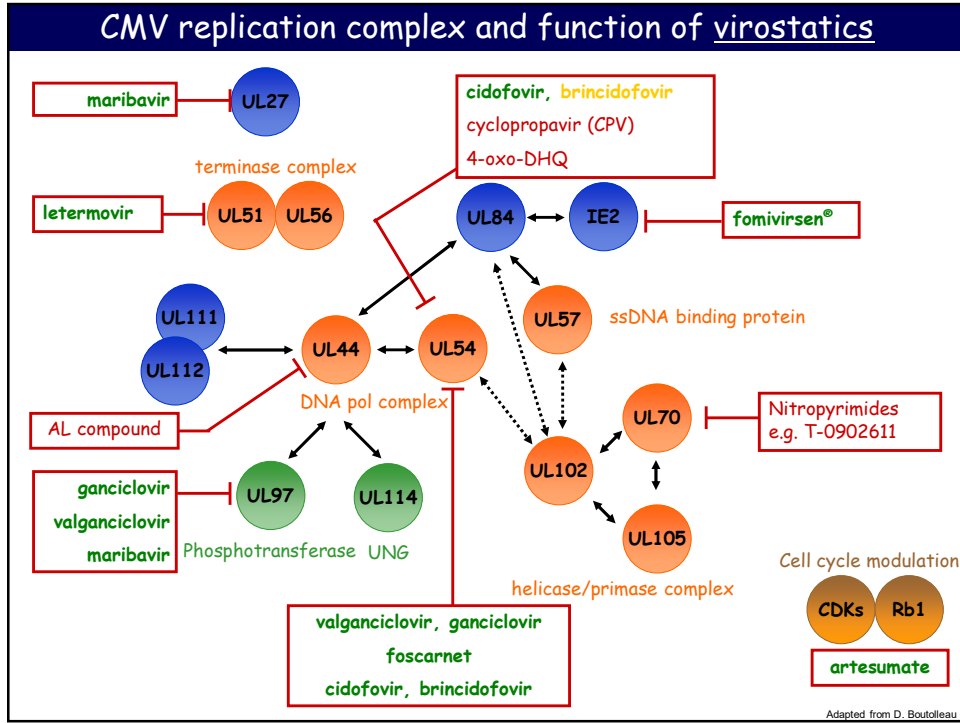 CMV replication complex and function of virostatics
maribavir
UL27
cidofovir, brincidofovir
cyclopropavir (CPV)
4-oxo-DHQ
terminase complex
letermovir
UL51
UL56
UL84
IE2
fomivirsen®
UL111
UL112
UL44
UL54
UL57
ssDNA binding protein
DNA pol complex
AL compound
UL70
Nitropyrimides
e.g. T-0902611
UL102
ganciclovir
valganciclovir
maribavir
UL97
UL114
Phosphotransferase
UNG
UL105
helicase/primase complex
Cell cycle modulation
CDKs
Rb1
artesumate
valganciclovir, ganciclovir
foscarnet
cidofovir, brincidofovir
Adapted from D. Boutolleau